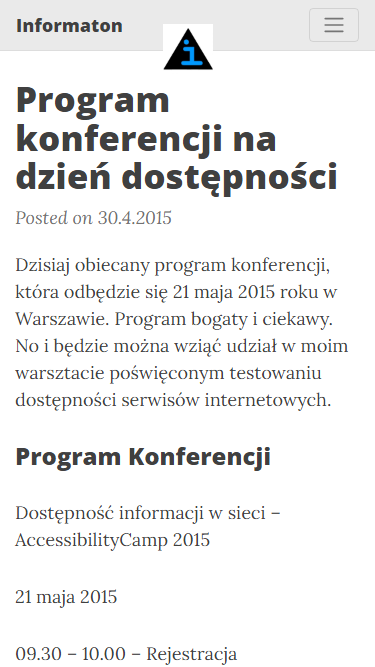 Informaton
i
Program
konferencji na
dzień dostępności
Posted on 30.4.2015
Dzisiaj obiecany program konferencji,
która odbędzie się 21 maja 2015 roku w
Warszawie. Program bogaty i ciekawy.
No i będzie można wziąć udział w moim
warsztacie poświęconym testowaniu
dostępności serwisów internetowych.
Program Konferencji
Dostępność informacji w sieci –
AccessibilityCamp 2015
21 maja 2015
09.30 – 10.00 – Rejestracja